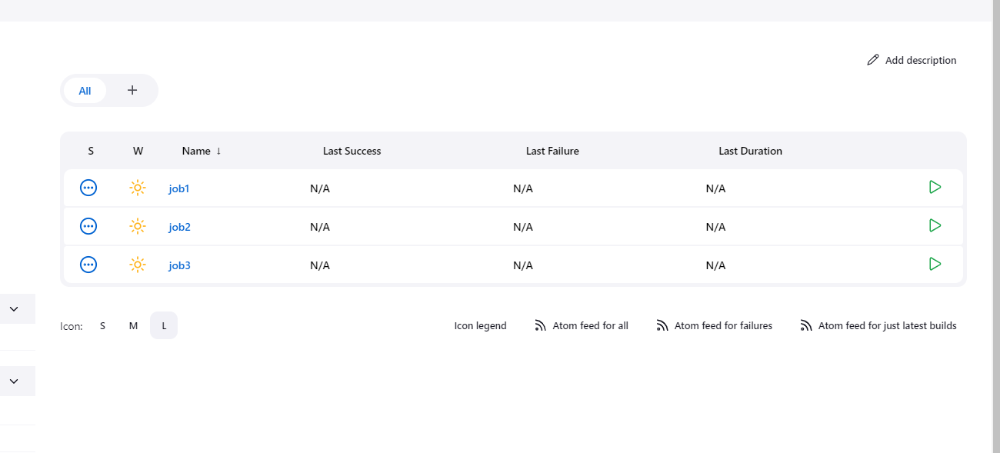 Add description
All +
S W Name ↓ Last Success Last Failure Last Duration
job1 N/A N/A N/A
job2 N/A N/A N/A
job3 N/A N/A N/A
Icon: S M L Icon legend Atom feed for all Atom feed for failures Atom feed for just latest builds